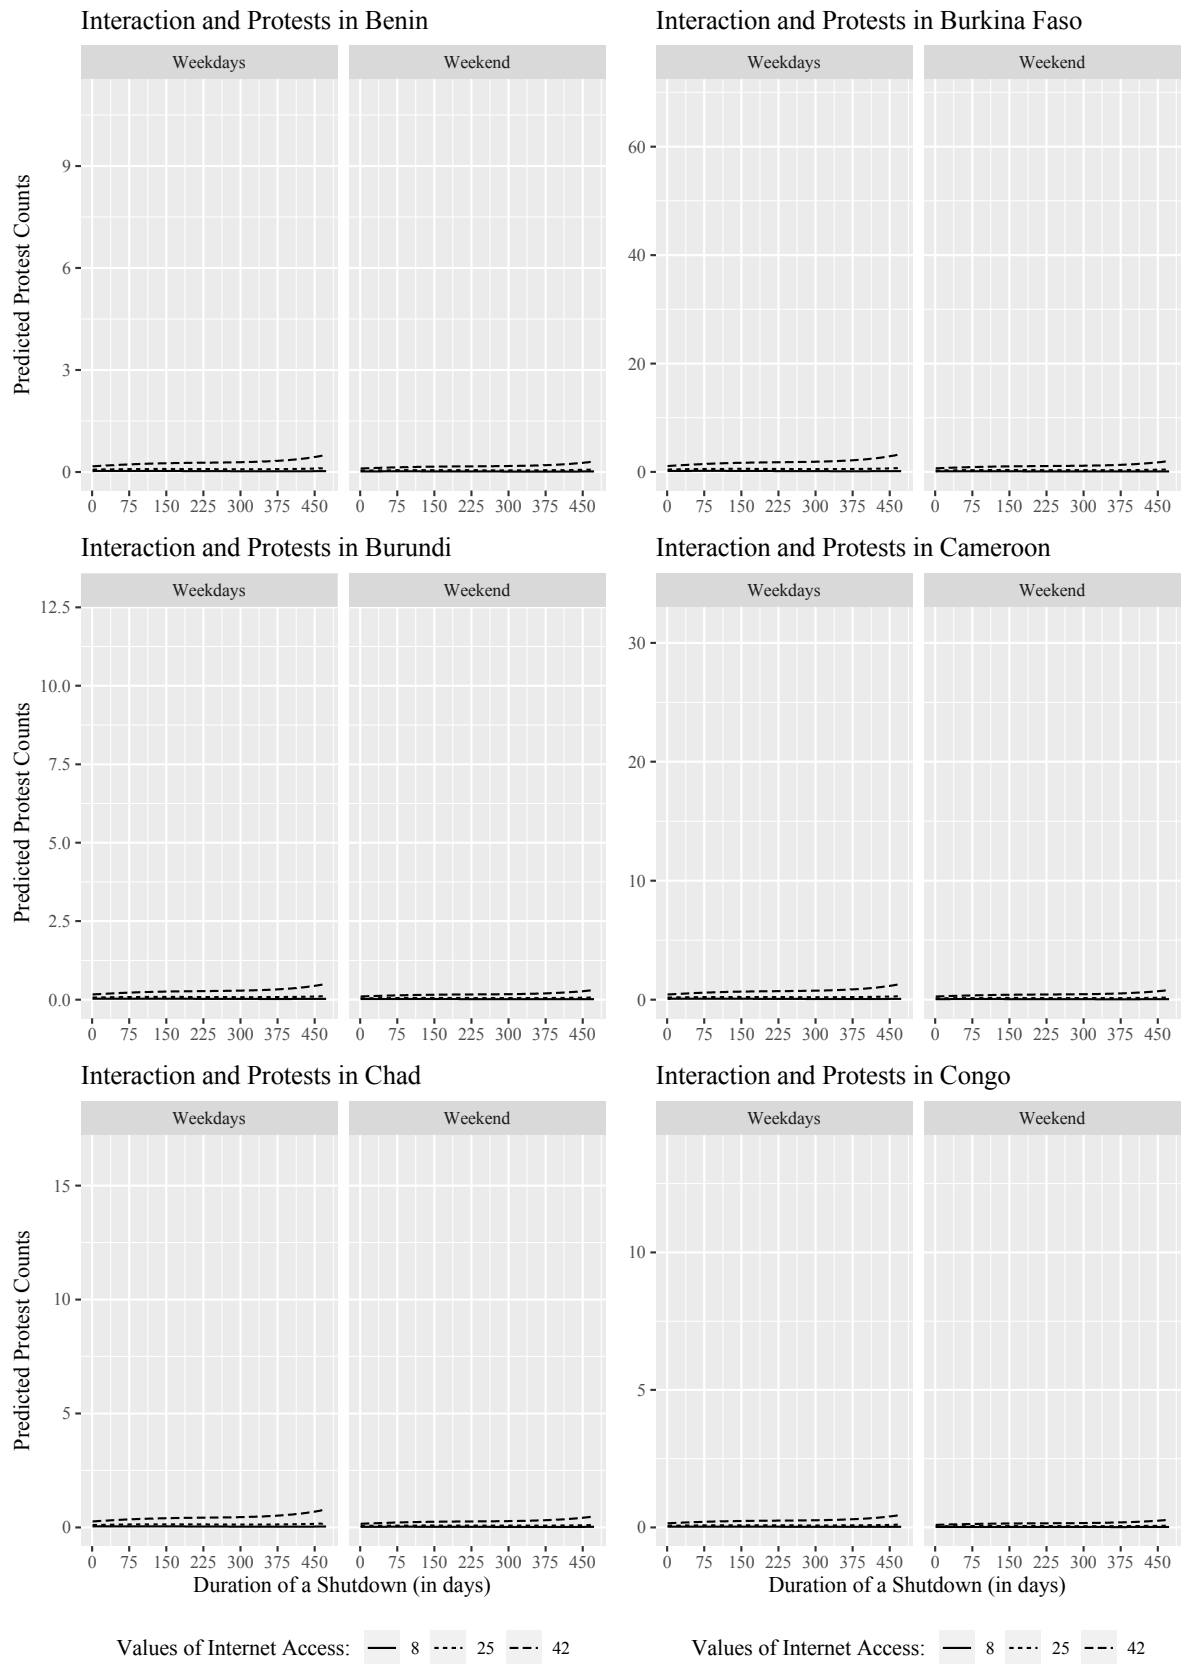 Interaction and Protests in Benin
Weekdays
Weekend
Predicted Protest Counts
9
6
3
0
0 75 150 225 300 375 450
0 75 150 225 300 375 450
Interaction and Protests in Burkina Faso
Weekdays
Weekend
60
40
20
0
0 75 150 225 300 375 450
0 75 150 225 300 375 450
Interaction and Protests in Burundi
Weekdays
Weekend
Predicted Protest Counts
12.5
10.0
7.5
5.0
2.5
0.0
0 75 150 225 300 375 450
0 75 150 225 300 375 450
Interaction and Protests in Cameroon
Weekdays
Weekend
30
20
10
0
0 75 150 225 300 375 450
0 75 150 225 300 375 450
Interaction and Protests in Chad
Weekdays
Weekend
Predicted Protest Counts
15
10
5
0
0 75 150 225 300 375 450
0 75 150 225 300 375 450
Duration of a Shutdown (in days)
Values of Internet Access: 8 25 42
Interaction and Protests in Congo
Weekdays
Weekend
10
5
0
0 75 150 225 300 375 450
0 75 150 225 300 375 450
Duration of a Shutdown (in days)
Values of Internet Access: 8 25 42